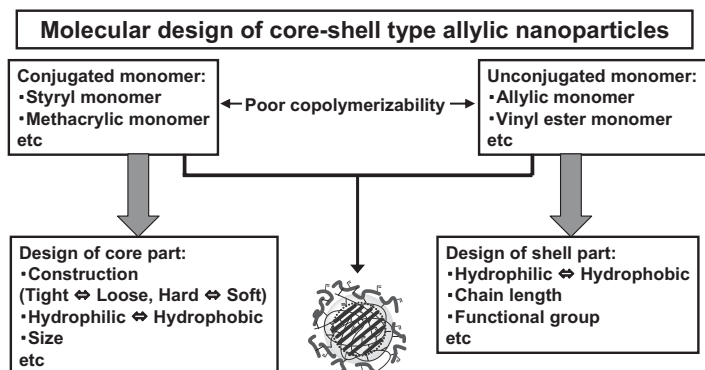 Molecular design of core-shell type allylic nanoparticles
Conjugated monomer:
・Styryl monomer
・Methacrylic monomer
etc
Poor copolymerizability
Unconjugated monomer:
・Allylic monomer
・Vinyl ester monomer
etc
Design of core part:
・Construction
(Tight ⇔ Loose, Hard ⇔ Soft)
・Hydrophilic ⇔ Hydrophobic
・Size
etc
Design of shell part:
・Hydrophilic ⇔ Hydrophobic
・Chain length
・Functional group
etc